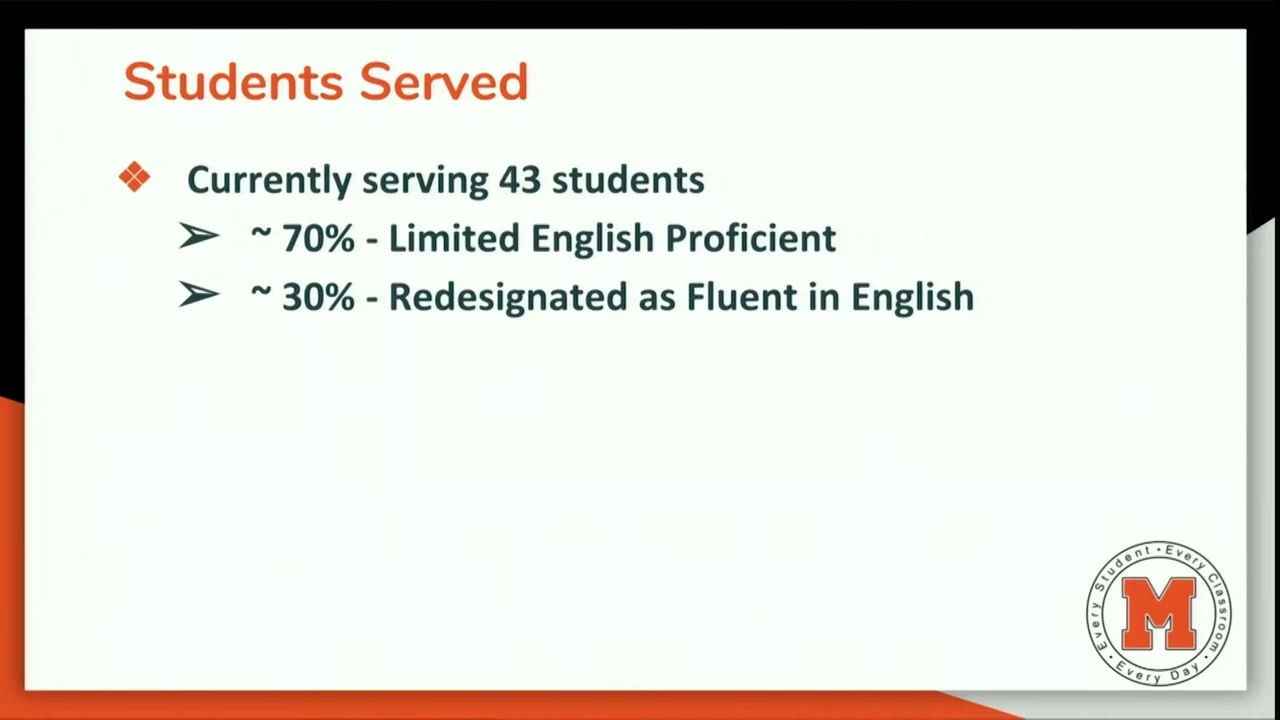 Students Served
❖ Currently serving 43 students
➢ ~ 70% - Limited English Proficient
➢ ~ 30% - Redesignated as Fluent in English
Every Student • Every Classroom • Every Day •
M